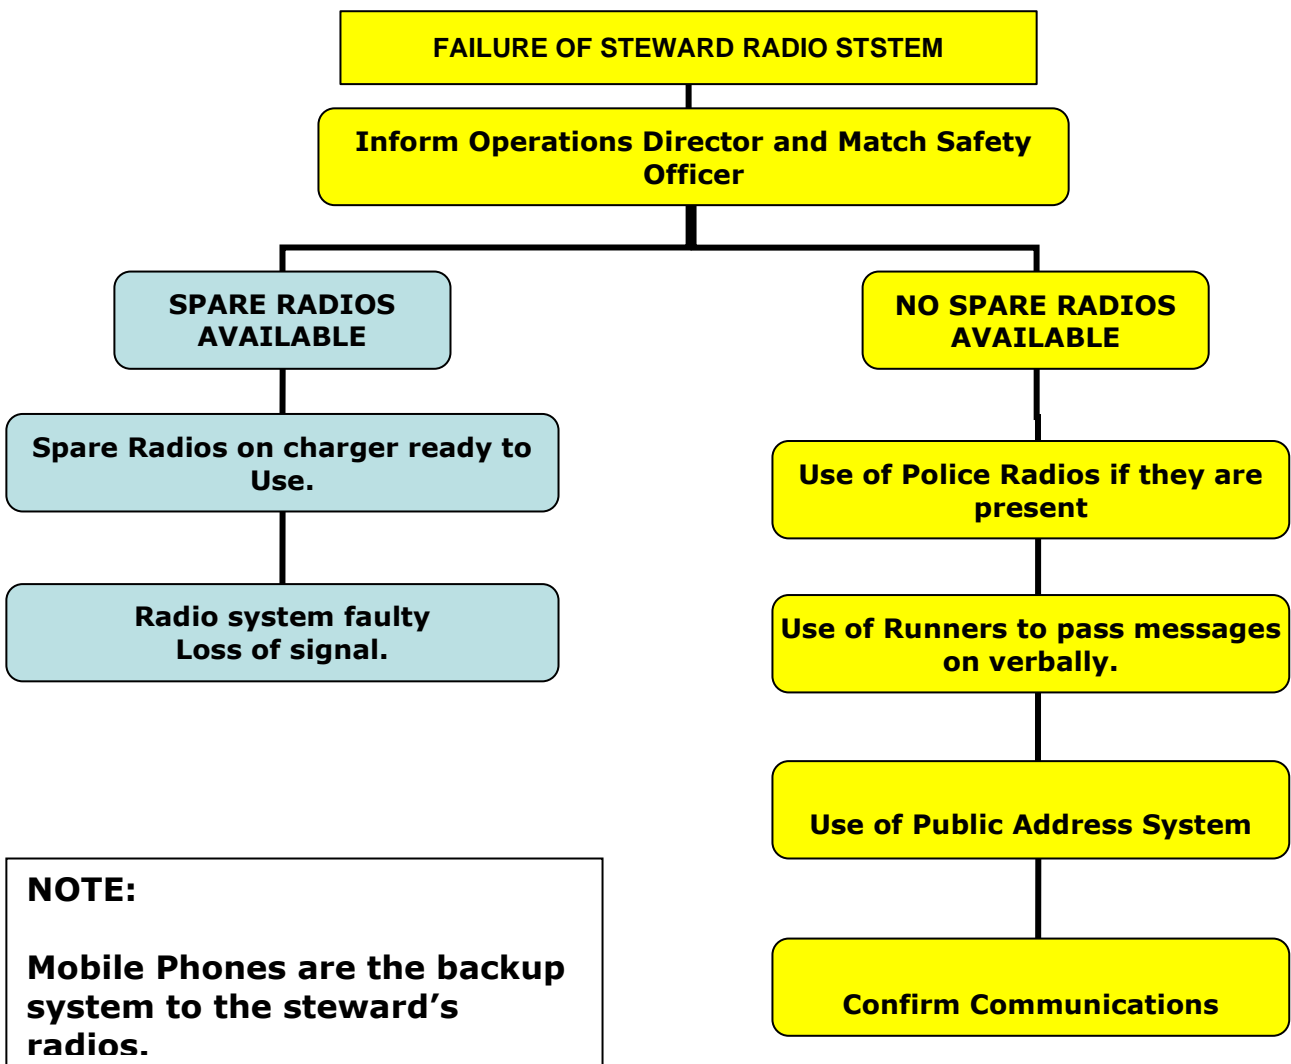 FAILURE OF STEWARD RADIO STSTEM
Inform Operations Director and Match Safety
Officer
SPARE RADIOS
AVAILABLE
NO SPARE RADIOS
AVAILABLE
Spare Radios on charger ready to
Use.
Use of Police Radios if they are
present
Radio system faulty
Loss of signal.
Use of Runners to pass messages
on verbally.
Use of Public Address System
NOTE:
Mobile Phones are the backup
system to the steward’s
radios.
Confirm Communications